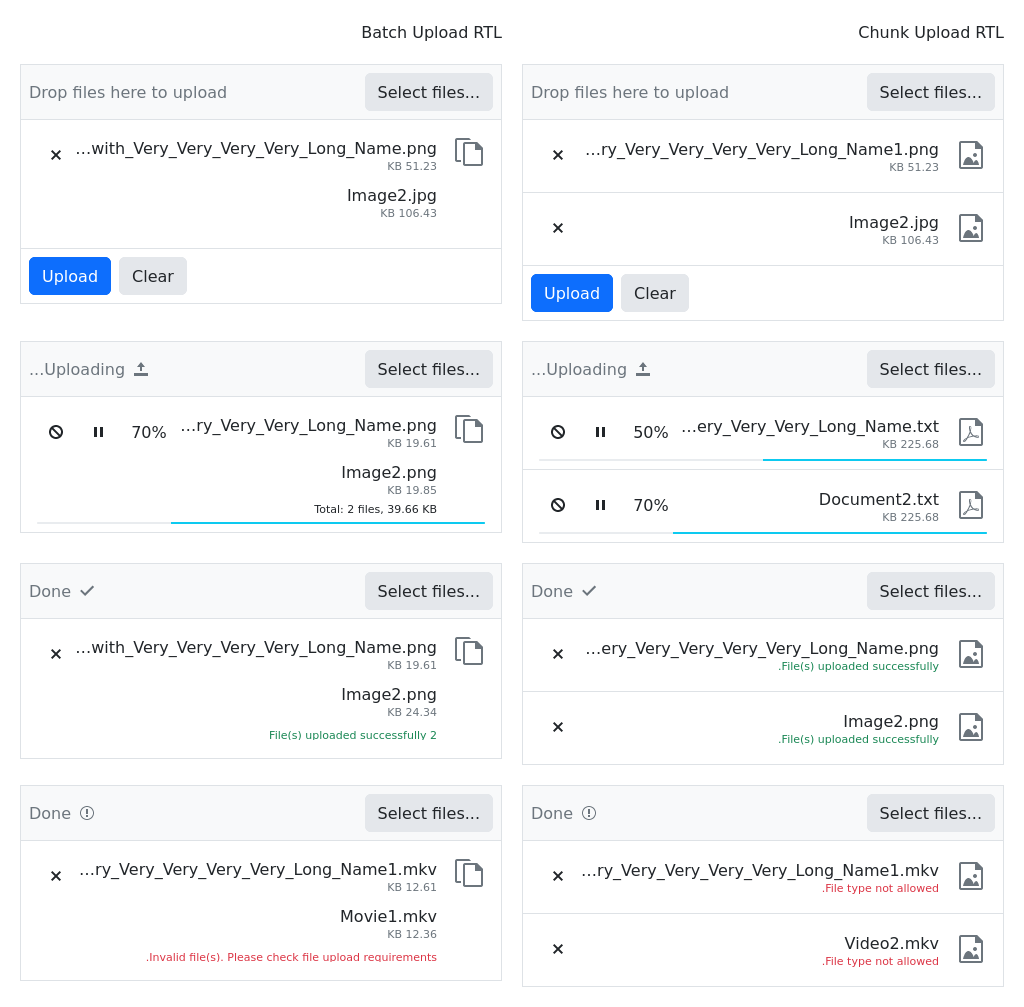 Batch Upload RTL
Drop files here to upload
Select files...
...with_Very_Very_Very_Very_Long_Name.png
KB 51.23
Image2.jpg
KB 106.43
Upload
Clear
...Uploading
Select files...
70%
...ry_Very_Very_Long_Name.png
KB 19.61
Image2.png
KB 19.85
Total: 2 files, 39.66 KB
Done
Select files...
...with_Very_Very_Very_Very_Long_Name.png
KB 19.61
Image2.png
KB 24.34
File(s) uploaded successfully 2
Done
Select files...
...ry_Very_Very_Very_Very_Long_Name1.mkv
KB 12.61
Movie1.mkv
KB 12.36
.Invalid file(s). Please check file upload requirements
Chunk Upload RTL
Drop files here to upload
Select files...
...ry_Very_Very_Very_Very_Long_Name1.png
KB 51.23
Image2.jpg
KB 106.43
Upload
Clear
...Uploading
Select files...
50%
...ery_Very_Very_Long_Name.txt
KB 225.68
70%
Document2.txt
KB 225.68
Done
Select files...
...ery_Very_Very_Very_Very_Long_Name.png
.File(s) uploaded successfully
Image2.png
.File(s) uploaded successfully
Done
Select files...
...ry_Very_Very_Very_Very_Long_Name1.mkv
.File type not allowed
Video2.mkv
.File type not allowed